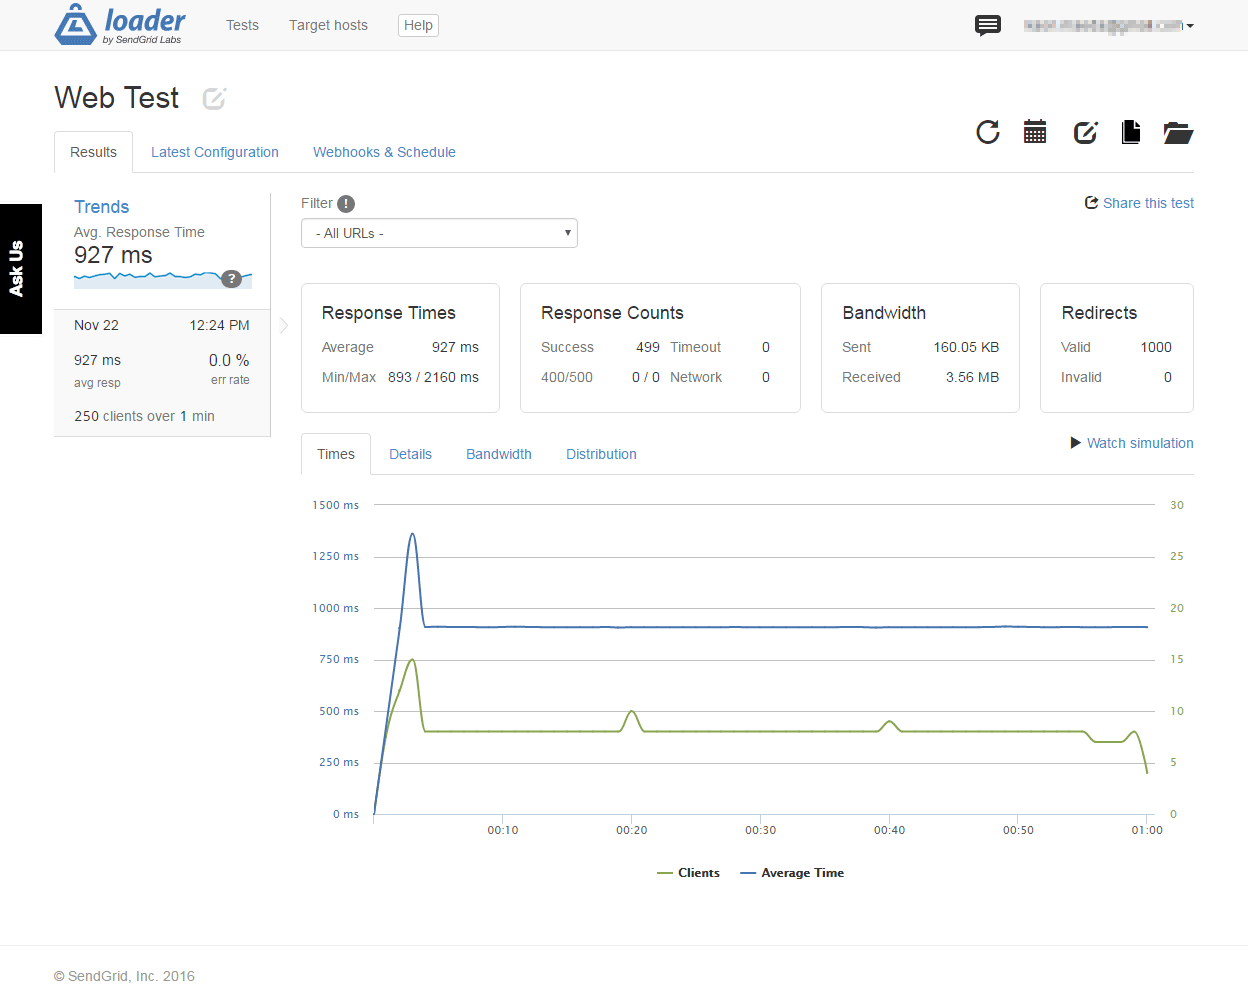 loader
by SendGrid Labs
Tests
Target hosts
Help
Web Test
Results
Latest Configuration
Webhooks & Schedule
Ask Us
Trends
Avg. Response Time
927 ms
?
Nov 22 12:24 PM
927 ms 0.0 %
avg resp err rate
250 clients over 1 min
Filter !
- All URLs -
Share this test
Response Times
Average 927 ms
Min/Max 893 / 2160 ms
Response Counts
Success 499 Timeout 0
400/500 0 / 0 Network 0
Bandwidth
Sent 160.05 KB
Received 3.56 MB
Redirects
Valid 1000
Invalid 0
Times
Details
Bandwidth
Distribution
Watch simulation
1500 ms 30
1250 ms 25
1000 ms 20
750 ms 15
500 ms 10
250 ms 5
0 ms 0
00:10 00:20 00:30 00:40 00:50 01:00
Clients Average Time
© SendGrid, Inc. 2016